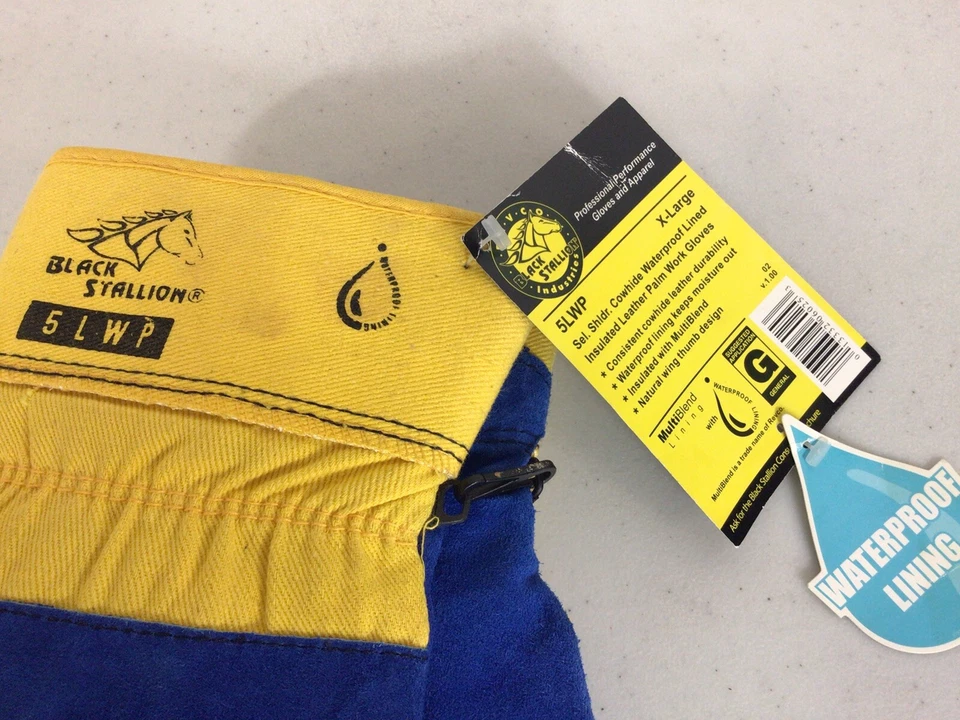 BLACK
STALLION®
5LWP
WATERPROOF LINING
Professional Performance
Gloves and Apparel
BLACK
STALLION
Industries
X-Large
5LWP
Sel. Shldr. Cowhide Waterproof Lined
Insulated Leather Palm Work Gloves
* Consistent cowhide leather durability
* Waterproof lining keeps moisture out
* Insulated with MultiBlend
* Natural wing thumb design
MultiBlend
Lining
with
WATERPROOF LINING
SUGGESTED
APPLICATION
G
GENERAL
02
v.1.00
MultiBlend is a trade name of
Ask for the Black Stallion
WATERPROOF
LINING